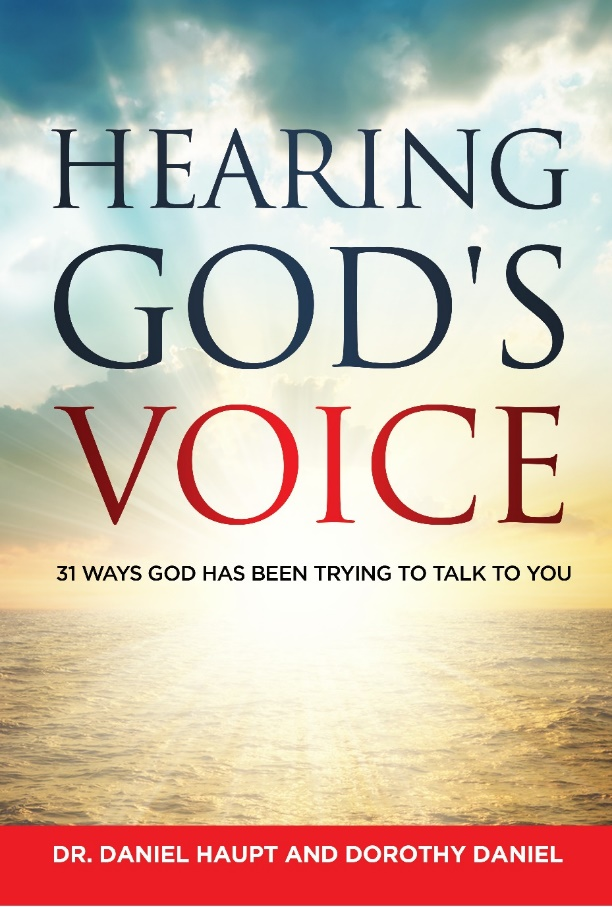 HEARING
GOD'S
VOICE
31 WAYS GOD HAS BEEN TRYING TO TALK TO YOU
DR. DANIEL HAUPT AND DOROTHY DANIEL